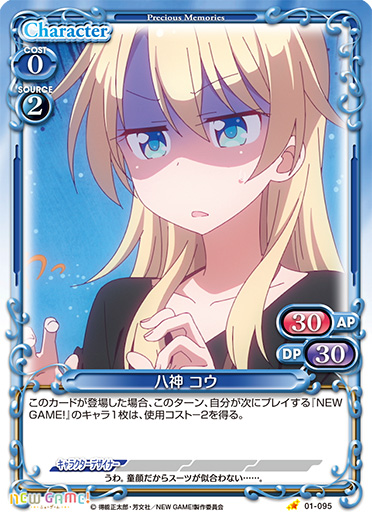 Precious Memories
Character
COST
0
SOURCE
2
30 AP
DP 30
八神 コウ
このカードが登場した場合、このターン、自分が次にプレイする『NEW
GAME!』のキャラ1枚は、使用コスト－2を得る。
キャラクターデザイナー
うわ。童顔だからスーツが似合わない……。
NEW GAME!
© 得能正太郎・芳文社／NEW GAME!製作委員会
01-095